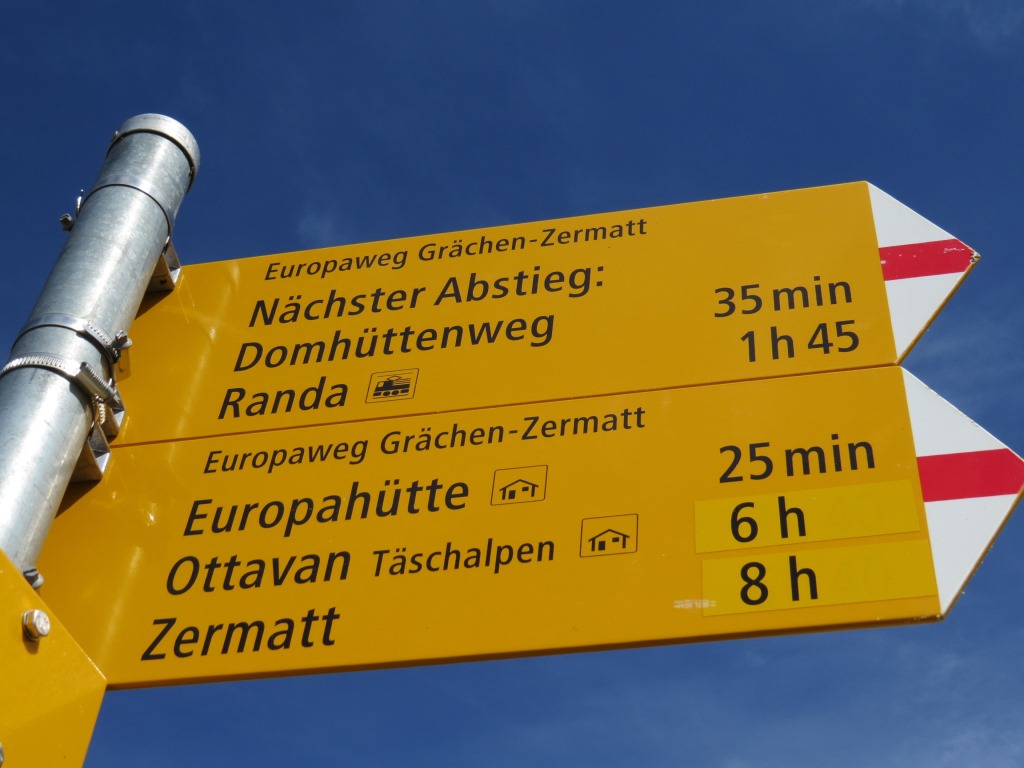 Europaweg Grächen-Zermatt
Nächster Abstieg:
Domhüttenweg 35 min
Randa 1 h 45
Europaweg Grächen-Zermatt
Europahütte 25 min
Ottavan Täschalpen 6 h
Zermatt 8 h